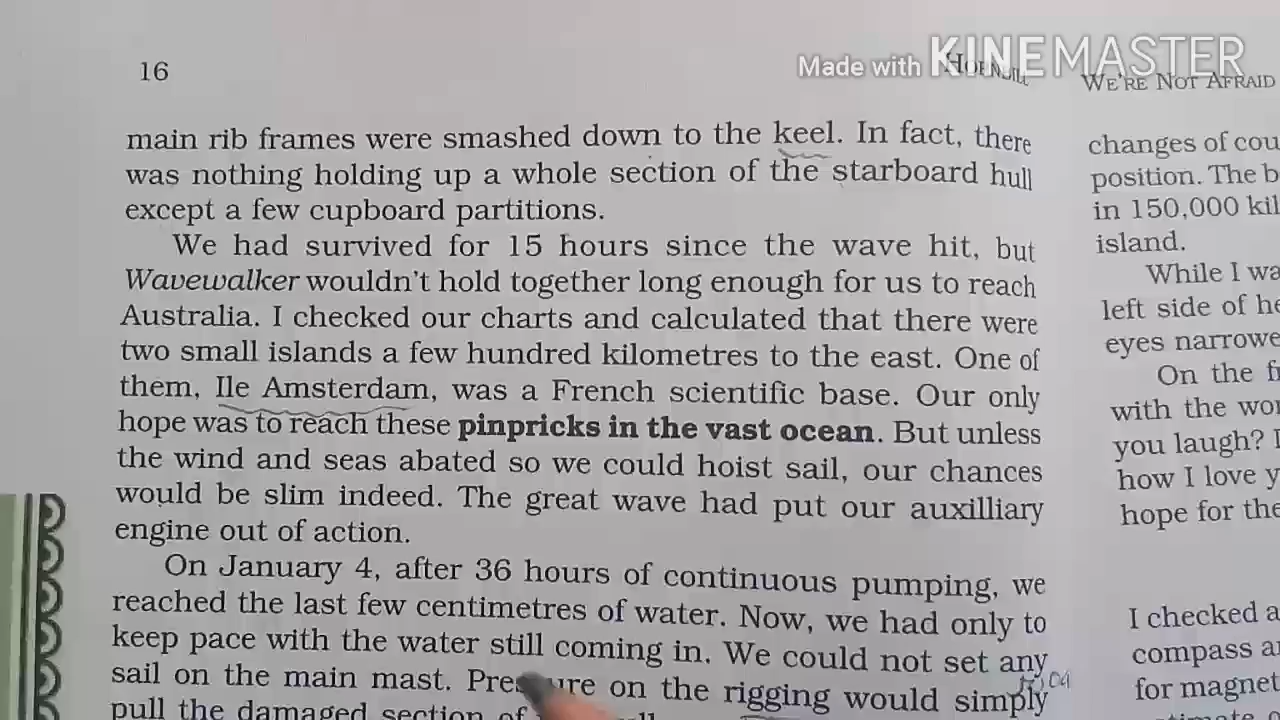 Made with KINEMASTER
16
WE'RE NOT AFRAID
main rib frames were smashed down to the keel. In fact, there
was nothing holding up a whole section of the starboard hull
except a few cupboard partitions.
We had survived for 15 hours since the wave hit, but
Wavewalker wouldn't hold together long enough for us to reach
Australia. I checked our charts and calculated that there were
two small islands a few hundred kilometres to the east. One of
them, Ile Amsterdam, was a French scientific base. Our only
hope was to reach these pinpricks in the vast ocean. But unless
the wind and seas abated so we could hoist sail, our chances
would be slim indeed. The great wave had put our auxilliary
engine out of action.
On January 4, after 36 hours of continuous pumping, we
reached the last few centimetres of water. Now, we had only to
keep pace with the water still coming in. We could not set any
sail on the main mast. Pressure on the rigging would simply
pull the damaged section of
changes of cou
position. The b
in 150,000 kil
island.
While I wa
left side of he
eyes narrowe
On the fi
with the wor
you laugh?
how I love y
hope for the
I checked a
compass a
for magnet